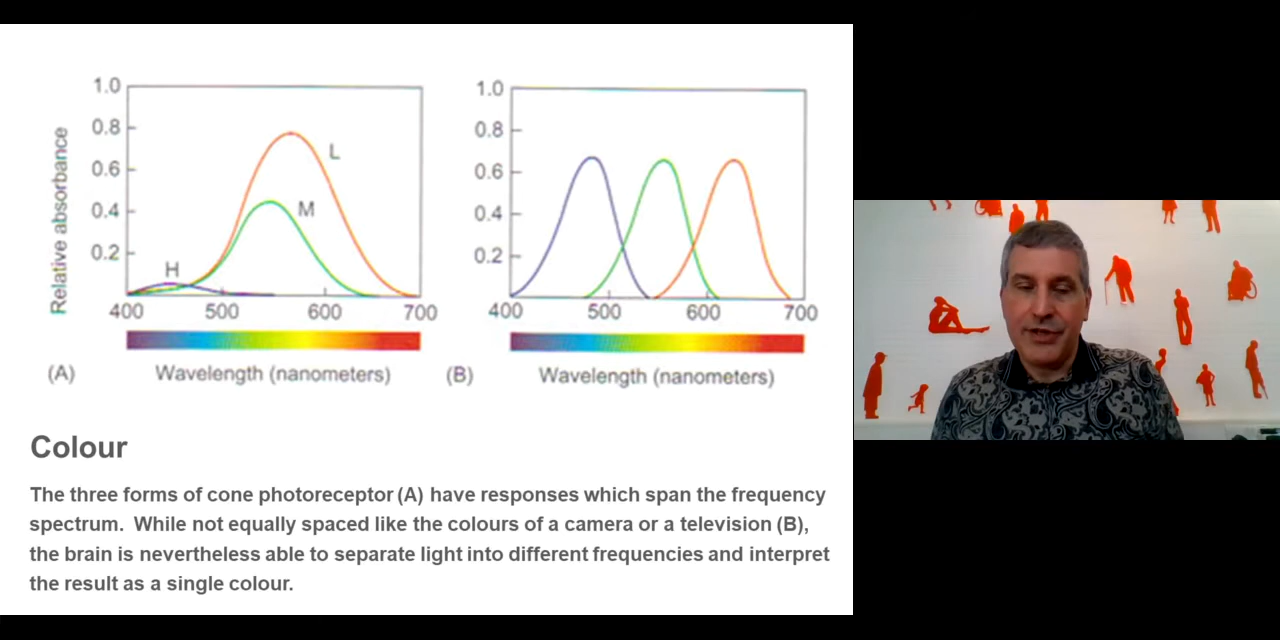 1.0
0.8
0.6
0.4
0.2
Relative absorbance
L
M
H
400 500 600 700
(A) Wavelength (nanometers)
1.0
0.8
0.6
0.4
0.2
400 500 600 700
(B) Wavelength (nanometers)
Colour
The three forms of cone photoreceptor (A) have responses which span the frequency
spectrum. While not equally spaced like the colours of a camera or a television (B),
the brain is nevertheless able to separate light into different frequencies and interpret
the result as a single colour.